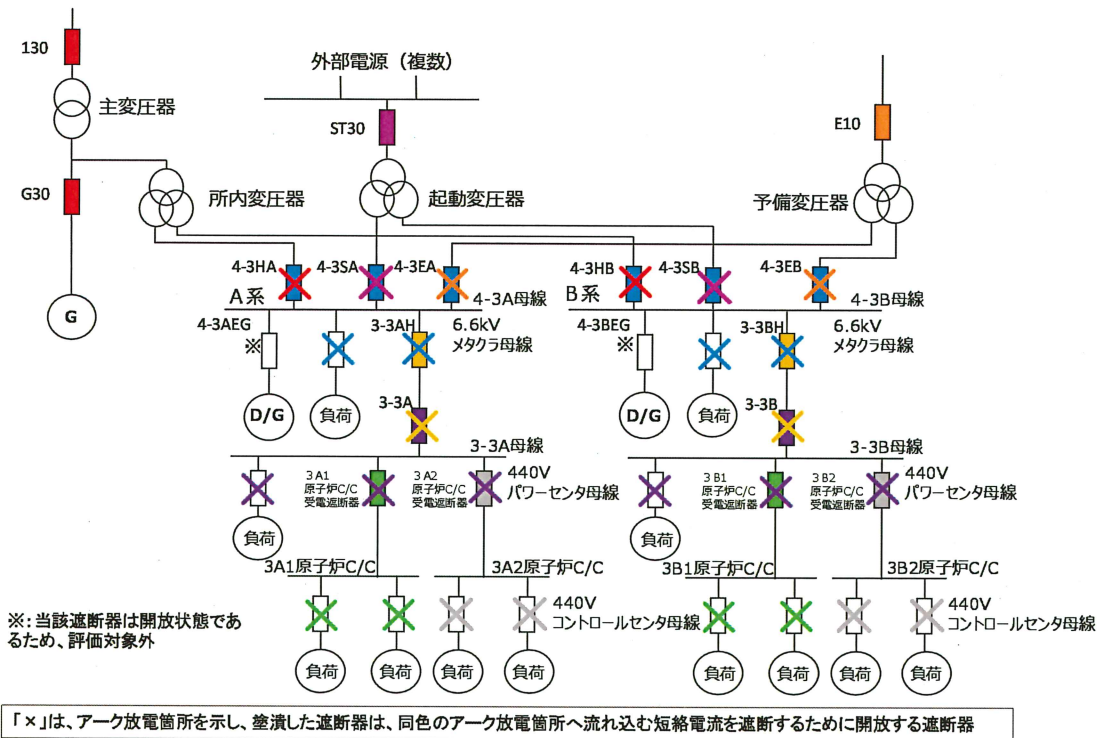 130
主変圧器
外部電源（複数）
ST30
E10
G30
所内変圧器
起動変圧器
予備変圧器
G
4-3HA
4-3SA
4-3EA
A系
4-3A母線
4-3HB
4-3SB
4-3EB
B系
4-3B母線
4-3AEG
※
3-3AH
6.6kV
メタクラ母線
4-3BEG
※
3-3BH
6.6kV
メタクラ母線
D/G
負荷
3-3A
D/G
負荷
3-3B
3-3A母線
3-3B母線
3A1
原子炉C/C
受電遮断器
3A2
原子炉C/C
受電遮断器
440V
パワーセンタ母線
3B1
原子炉C/C
受電遮断器
3B2
原子炉C/C
受電遮断器
440V
パワーセンタ母線
負荷
負荷
3A1原子炉C/C
3A2原子炉C/C
3B1原子炉C/C
3B2原子炉C/C
440V
コントロールセンタ母線
440V
コントロールセンタ母線
※：当該遮断器は開放状態であ
るため、評価対象外
負荷
負荷
負荷
負荷
負荷
負荷
負荷
負荷
「×」は、アーク放電箇所を示し、塗潰した遮断器は、同色のアーク放電箇所へ流れ込む短絡電流を遮断するために開放する遮断器